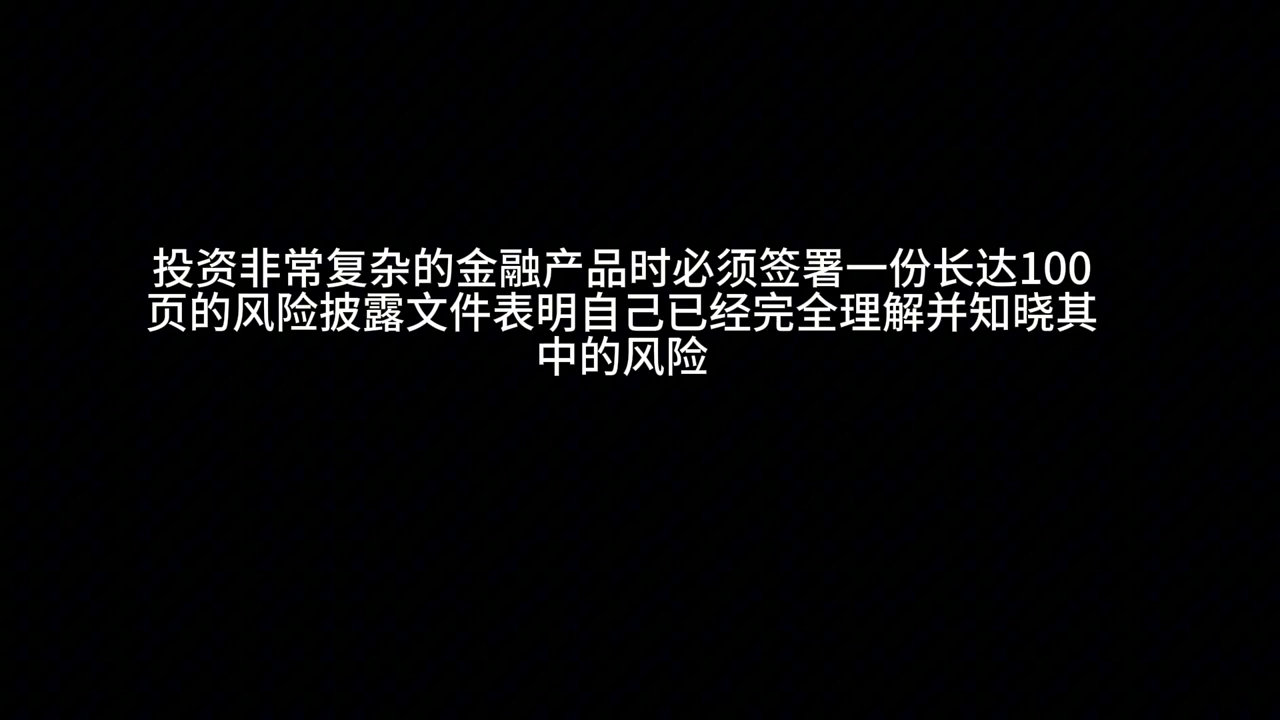 投资非常复杂的金融产品时必须签署一份长达100
页的风险披露文件表明自己已经完全理解并知晓其
中的风险